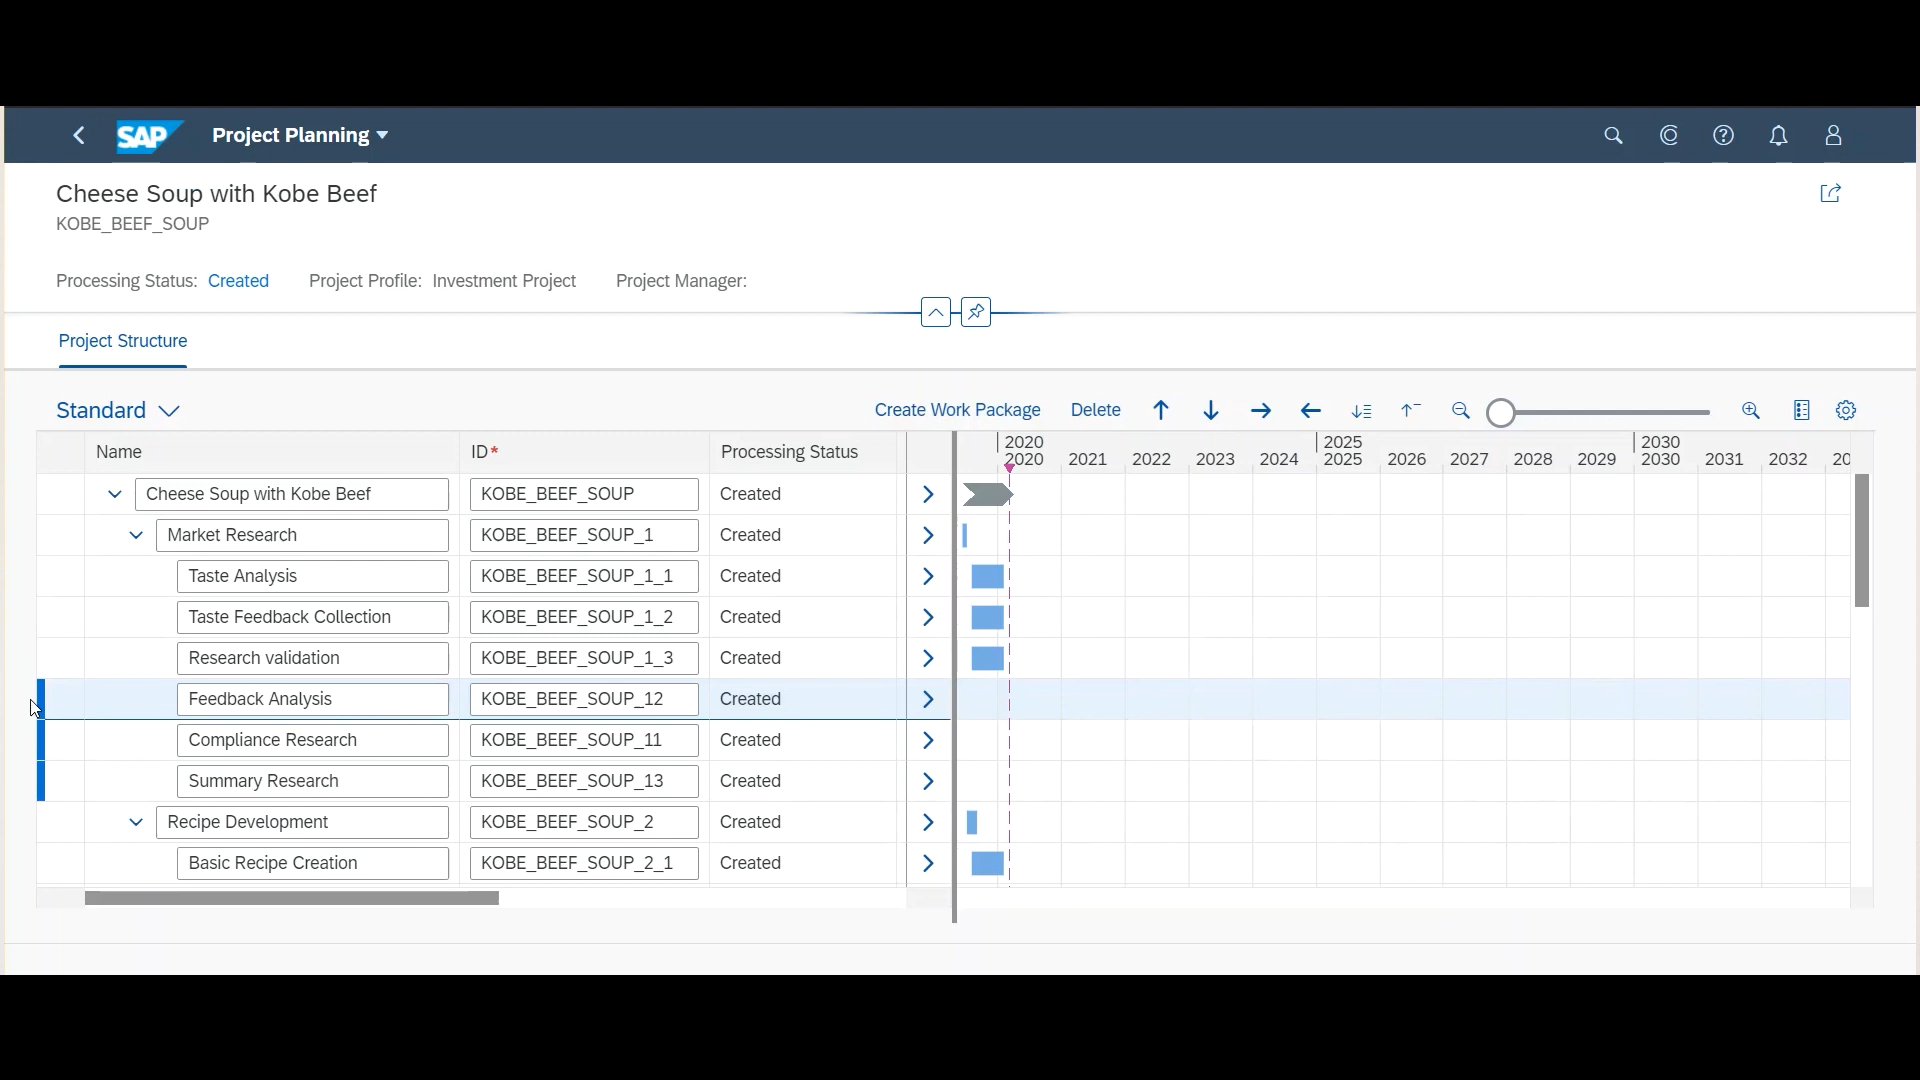 SAP Project Planning
Cheese Soup with Kobe Beef
KOBE_BEEF_SOUP
Processing Status: Created Project Profile: Investment Project Project Manager:
Project Structure
Standard Create Work Package Delete
Name ID* Processing Status
2020 2025 2030
2020 2021 2022 2023 2024 2025 2026 2027 2028 2029 2030 2031 2032 20
Cheese Soup with Kobe Beef KOBE_BEEF_SOUP Created
Market Research KOBE_BEEF_SOUP_1 Created
Taste Analysis KOBE_BEEF_SOUP_1_1 Created
Taste Feedback Collection KOBE_BEEF_SOUP_1_2 Created
Research validation KOBE_BEEF_SOUP_1_3 Created
Feedback Analysis KOBE_BEEF_SOUP_12 Created
Compliance Research KOBE_BEEF_SOUP_11 Created
Summary Research KOBE_BEEF_SOUP_13 Created
Recipe Development KOBE_BEEF_SOUP_2 Created
Basic Recipe Creation KOBE_BEEF_SOUP_2_1 Created